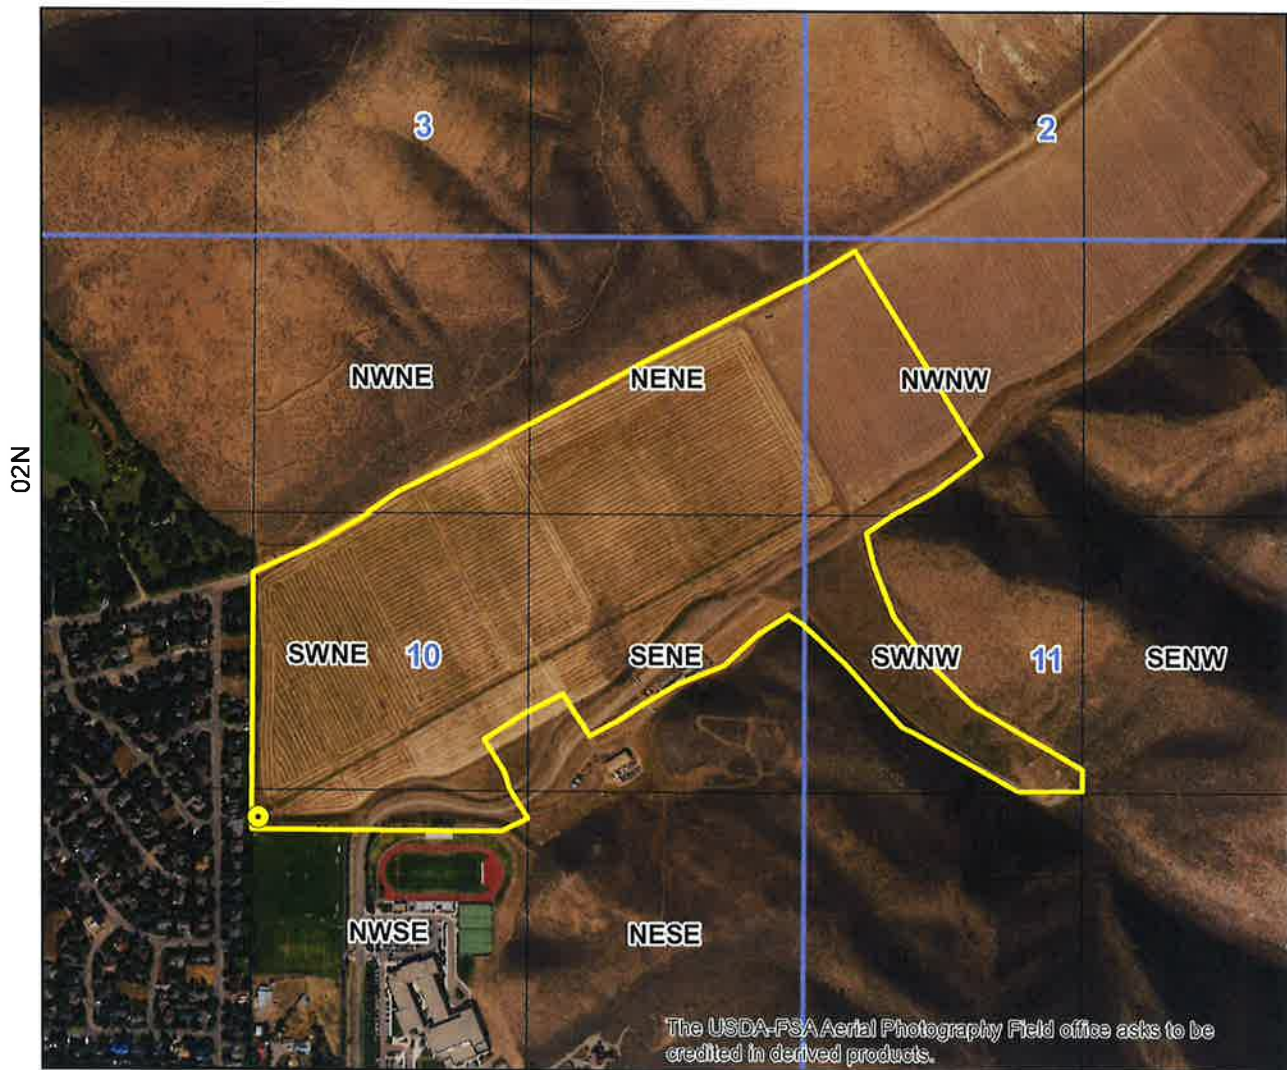 3
2
NWNE
NENE
NWNW
02N
SWNE
10
SENE
SWNW
11
SENW
NWSE
NESE
The USDA-FSA Aerial Photography Field office asks to be
credited in derived products.